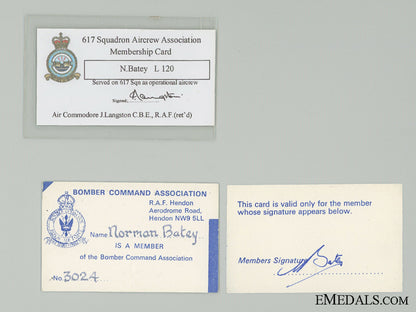 617 Squadron Aircrew Association
Membership Card
N.Batey L 120
Served on 617 Sqn as operational aircrew
Signed
Air Commodore J.Langston C.B.E., R.A.F (ret'd)
BOMBER COMMAND ASSOCIATION
R.A.F. Hendon
Aerodrome Road,
Hendon NW9 5LL
Name Norman Batey
IS A MEMBER
of the Bomber Command Association
No. 3024
This card is valid only for the member
whose signature appears below.
Members Signature N Batey
EMEDALS.COM